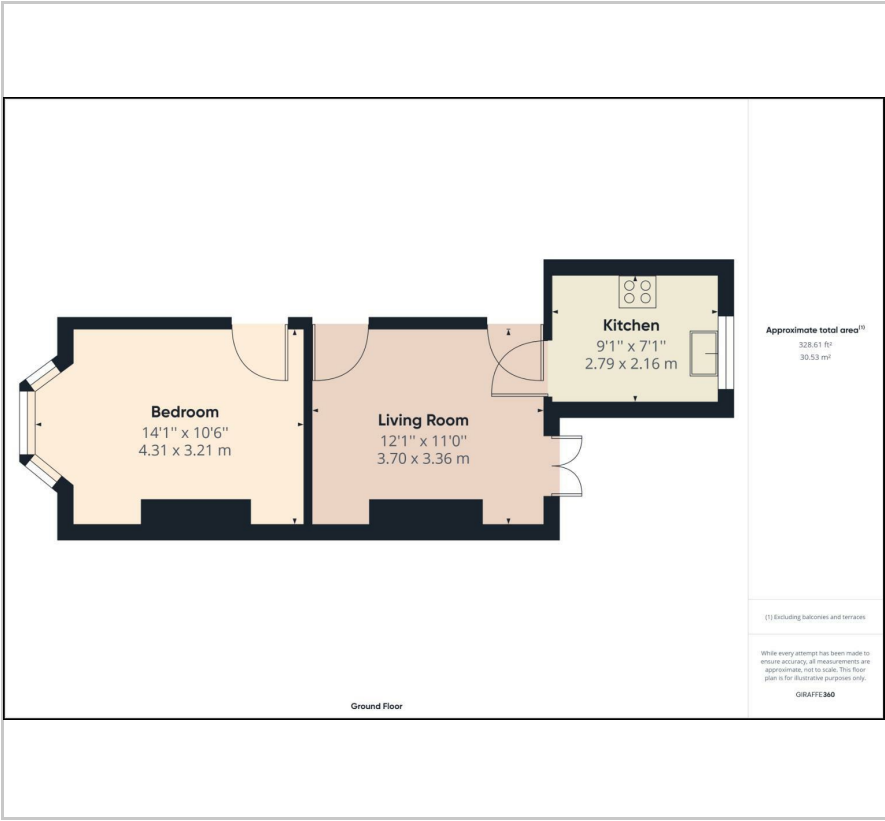 Bedroom
14'1'' x 10'6''
4.31 x 3.21 m
Living Room
12'1'' x 11'0''
3.70 x 3.36 m
Kitchen
9'1'' x 7'1''
2.79 x 2.16 m
Ground Floor
Approximate total area(1)
328.61 ft²
30.53 m²
(1) Excluding balconies and terraces
While every attempt has been made to
ensure accuracy, all measurements are
approximate, not to scale. This floor
plan is for illustrative purposes only.
GIRAFFE360